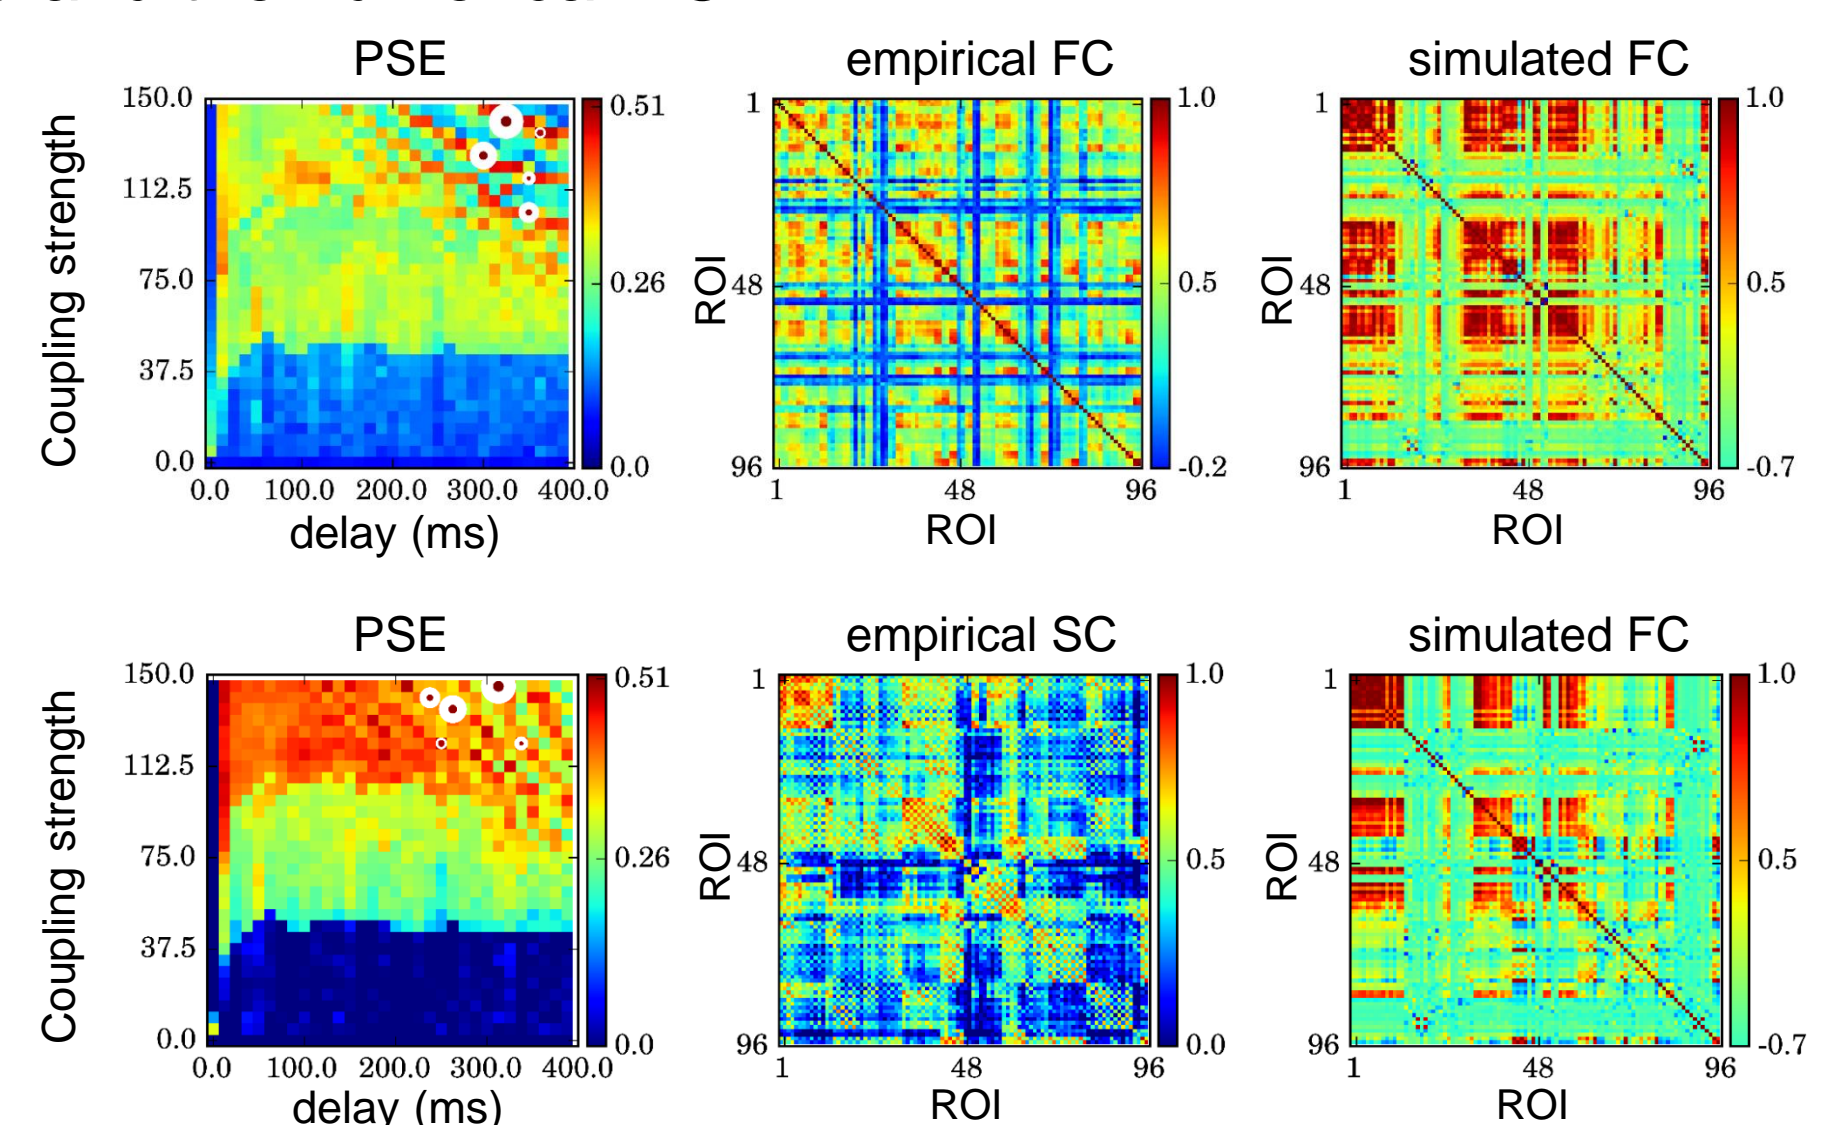 PSE empirical FC simulated FC
Coupling strength
150.0
112.5
75.0
37.5
0.0
0.0 100.0 200.0 300.0 400.0
delay (ms)
0.51
0.26
0.0
ROI
1
48
96
1 48 96
ROI
1.0
0.5
-0.2
ROI
1
48
96
1 48 96
ROI
1.0
0.5
-0.7
PSE empirical SC simulated FC
Coupling strength
150.0
112.5
75.0
37.5
0.0
0.0 100.0 200.0 300.0 400.0
delay (ms)
0.51
0.26
0.0
ROI
1
48
96
1 48 96
ROI
1.0
0.5
0.0
ROI
1
48
96
1 48 96
ROI
1.0
0.5
-0.7